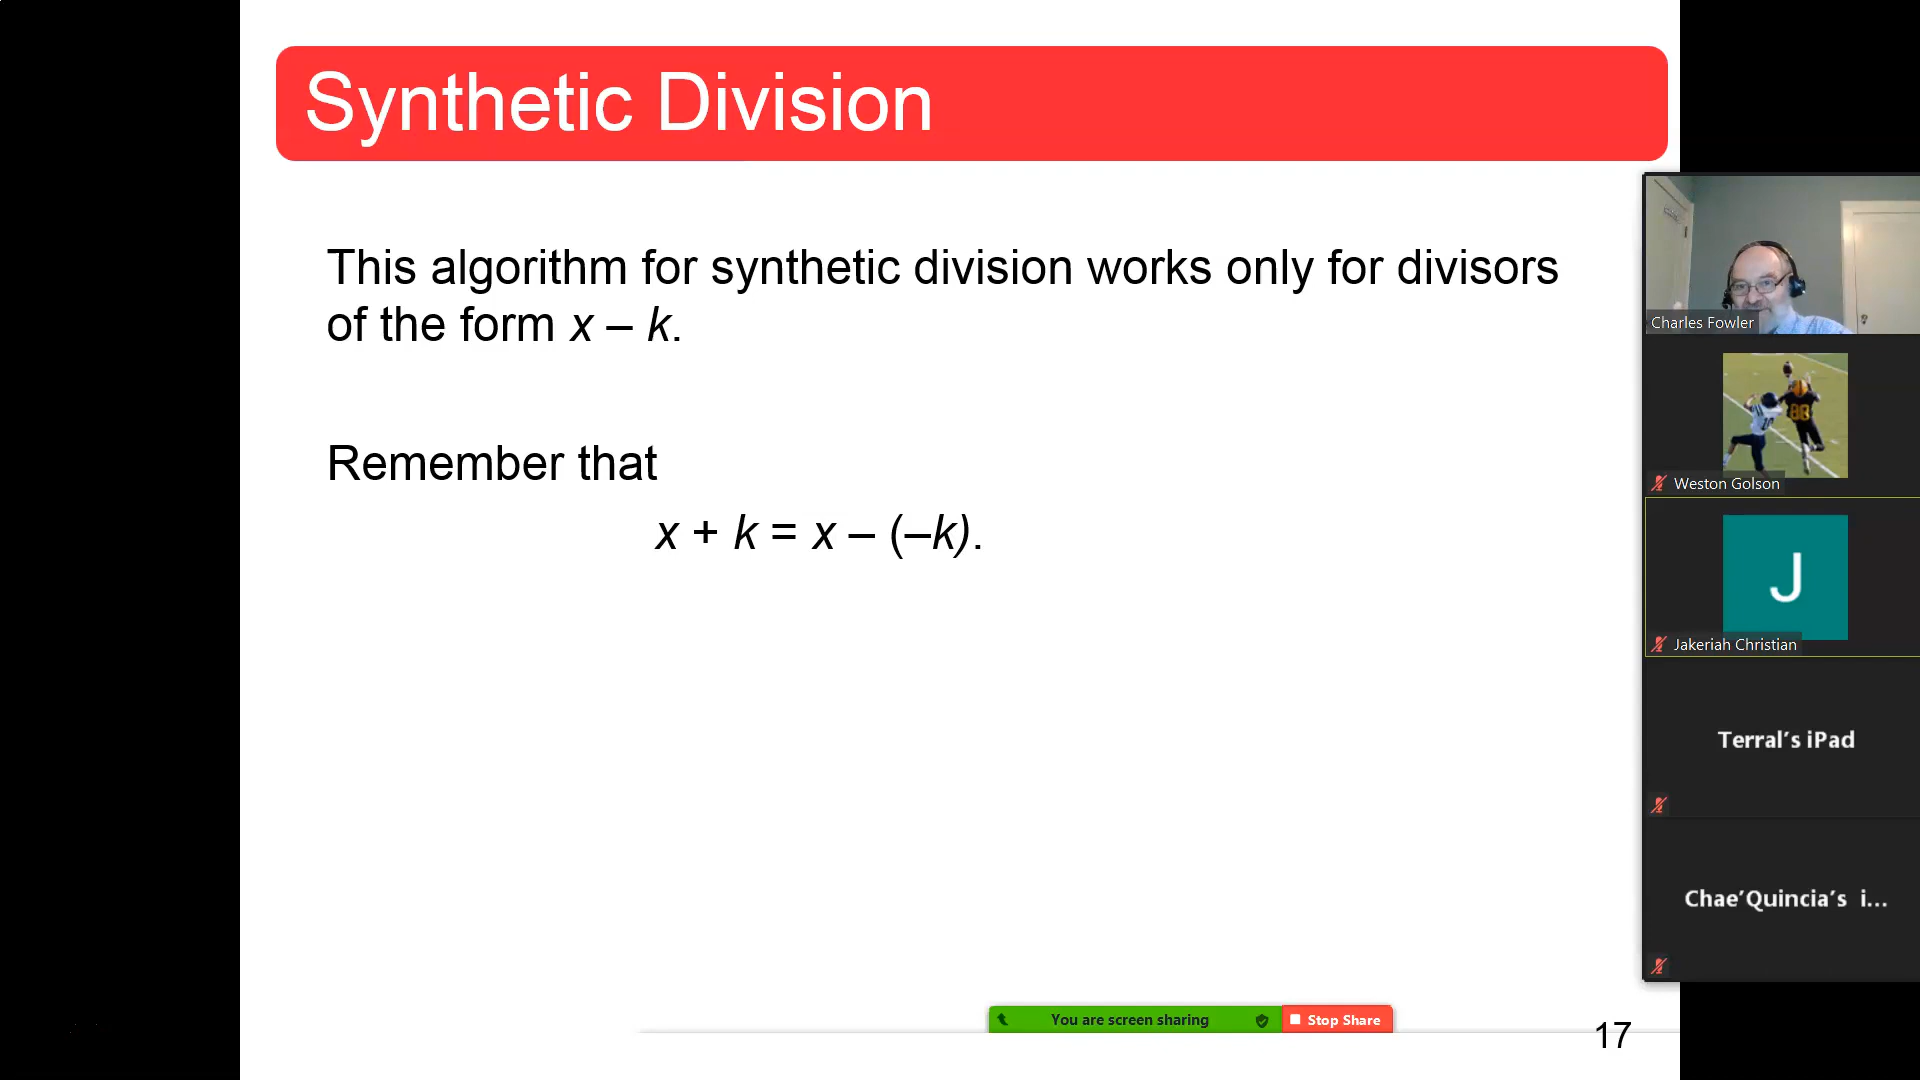 Synthetic Division
This algorithm for synthetic division works only for divisors
of the form x – k.
Remember that
x + k = x – (–k).
17
You are screen sharing
Stop Share
Charles Fowler
Weston Golson
J
Jakeriah Christian
Terral's iPad
Chae'Quincia's i...